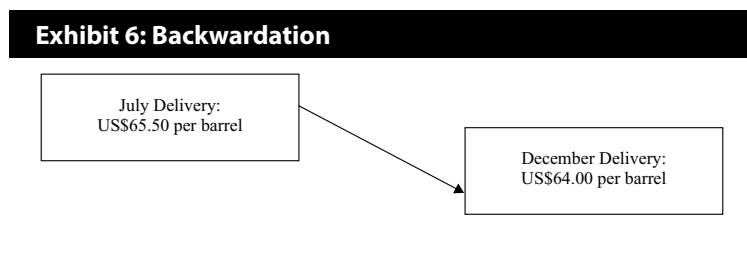 Exhibit 6: Backwardation
July Delivery:
US$65.50 per barrel
December Delivery:
US$64.00 per barrel